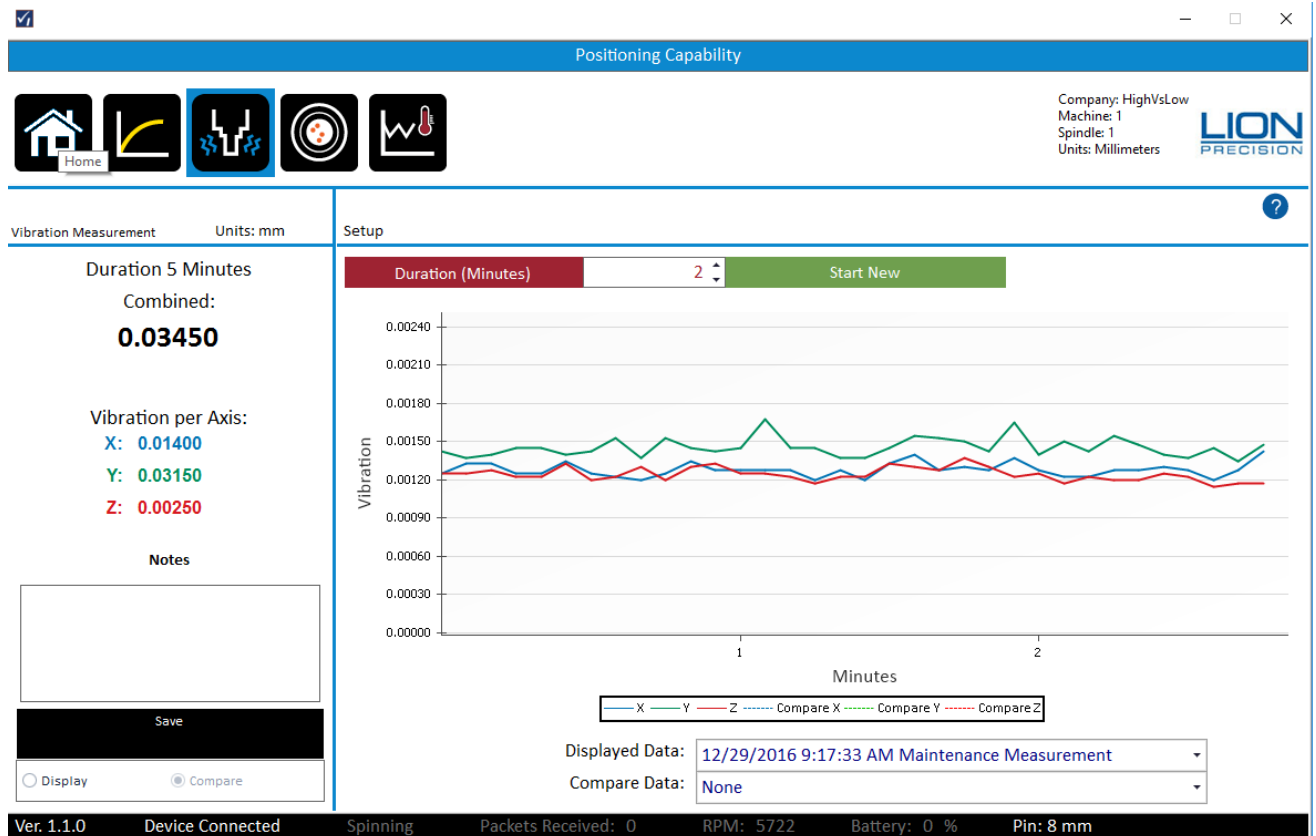 Positioning Capability
Home
Company: HighVsLow
Machine: 1
Spindle: 1
Units: Millimeters
LION
PRECISION
?
Vibration Measurement Units: mm
Setup
Duration 5 Minutes
Combined:
0.03450
Vibration per Axis:
X: 0.01400
Y: 0.03150
Z: 0.00250
Notes
Save
Display Compare
Duration (Minutes) 2 Start New
Vibration
0.00240
0.00210
0.00180
0.00150
0.00120
0.00090
0.00060
0.00030
0.00000
1 2
Minutes
X Y Z Compare X Compare Y Compare Z
Displayed Data: 12/29/2016 9:17:33 AM Maintenance Measurement
Compare Data: None
Ver. 1.1.0 Device Connected Spinning Packets Received: 0 RPM: 5722 Battery: 0 % Pin: 8 mm